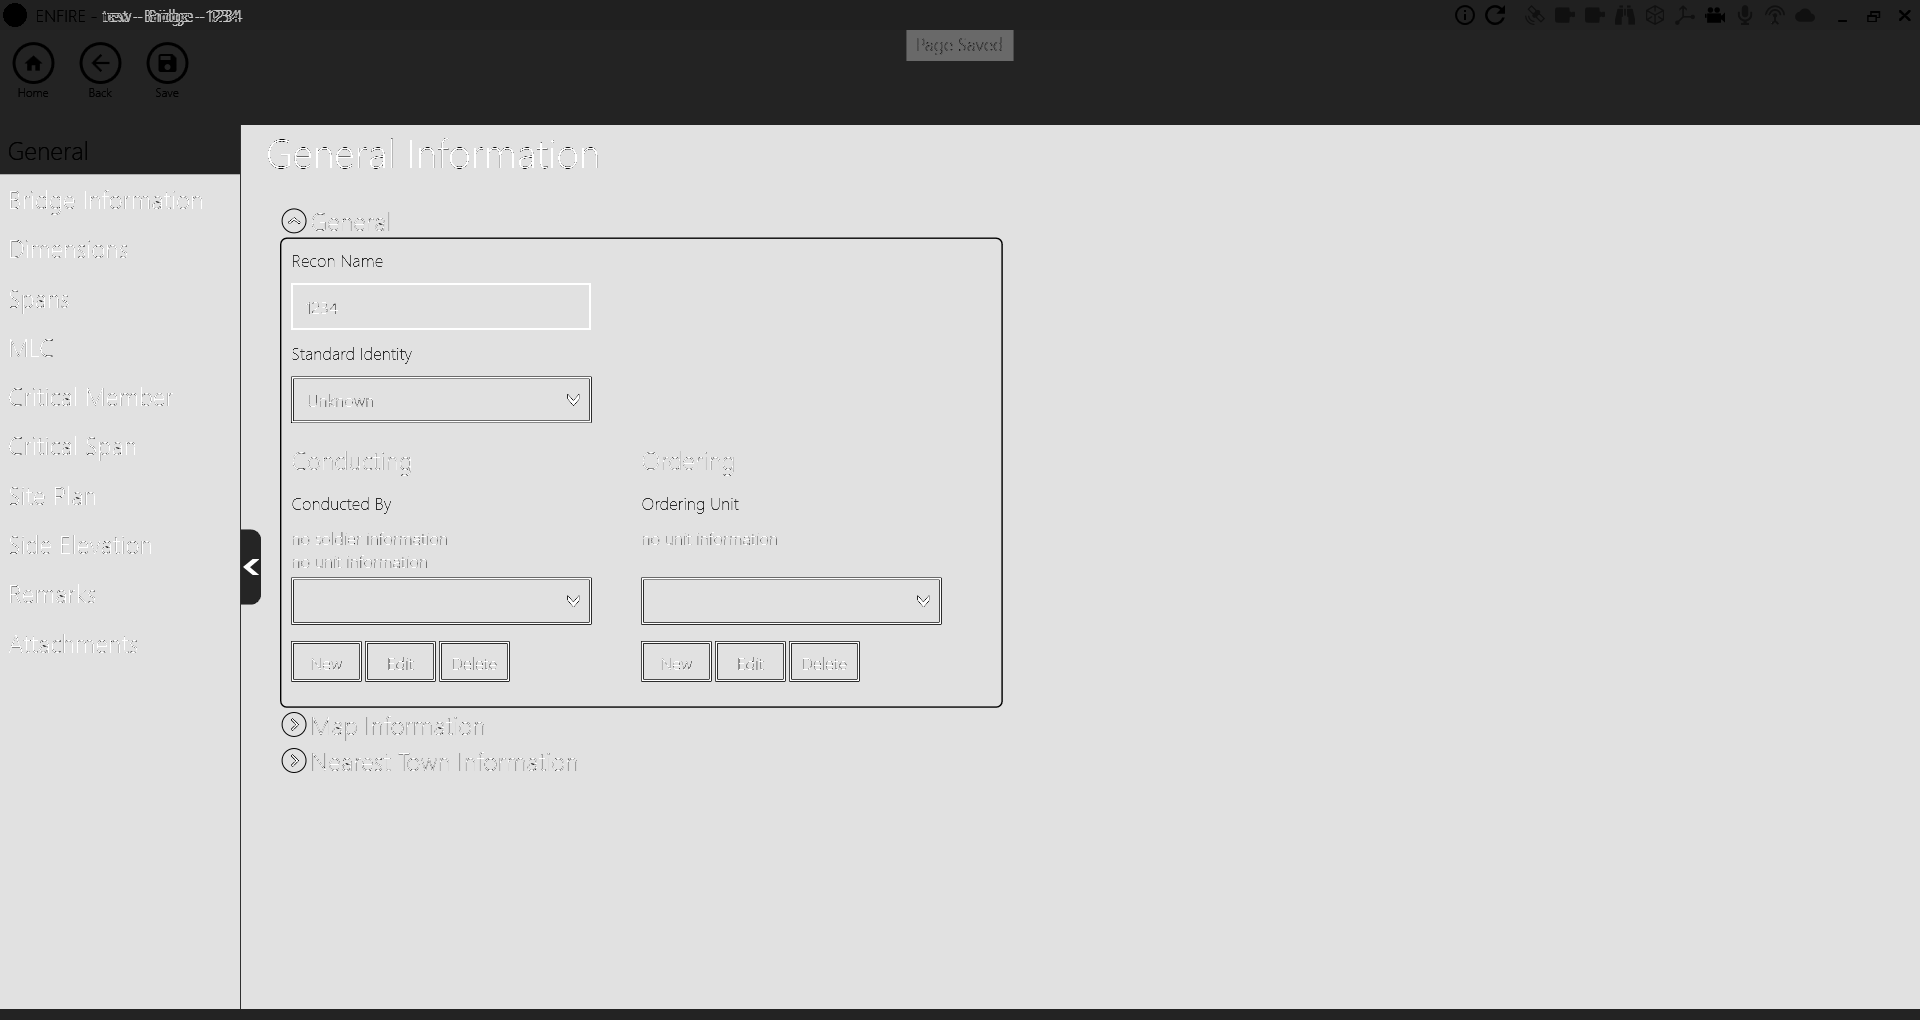 ENFIRE - test - Bridge - 1234
Page Saved
Home
Back
Save
General
Bridge Information
Dimensions
Spans
MLC
Critical Member
Critical Span
Site Plan
Side Elevation
Remarks
Attachments
General Information
General
Recon Name
1234
Standard Identity
Unknown
Conducting
Ordering
Conducted By
Ordering Unit
no soldier information
no unit information
no unit information
New
Edit
Delete
New
Edit
Delete
Map Information
Nearest Town Information